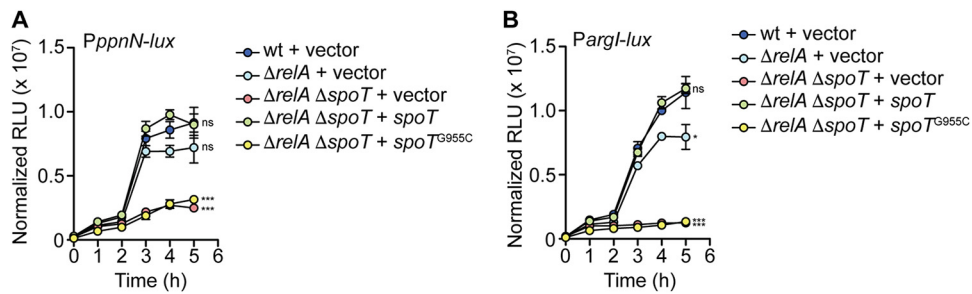 A
PppnN-lux
Normalized RLU (x 10⁷)
1.5
1.0
0.5
0
0 1 2 3 4 5 6
Time (h)
ns
ns
***
***
wt + vector
ΔrelA + vector
ΔrelA ΔspoT + vector
ΔrelA ΔspoT + spoT
ΔrelA ΔspoT + spoTG955C
B
PargI-lux
Normalized RLU (x 10⁷)
1.5
1.0
0.5
0
0 1 2 3 4 5 6
Time (h)
ns
*
***
***
wt + vector
ΔrelA + vector
ΔrelA ΔspoT + vector
ΔrelA ΔspoT + spoT
ΔrelA ΔspoT + spoTG955C